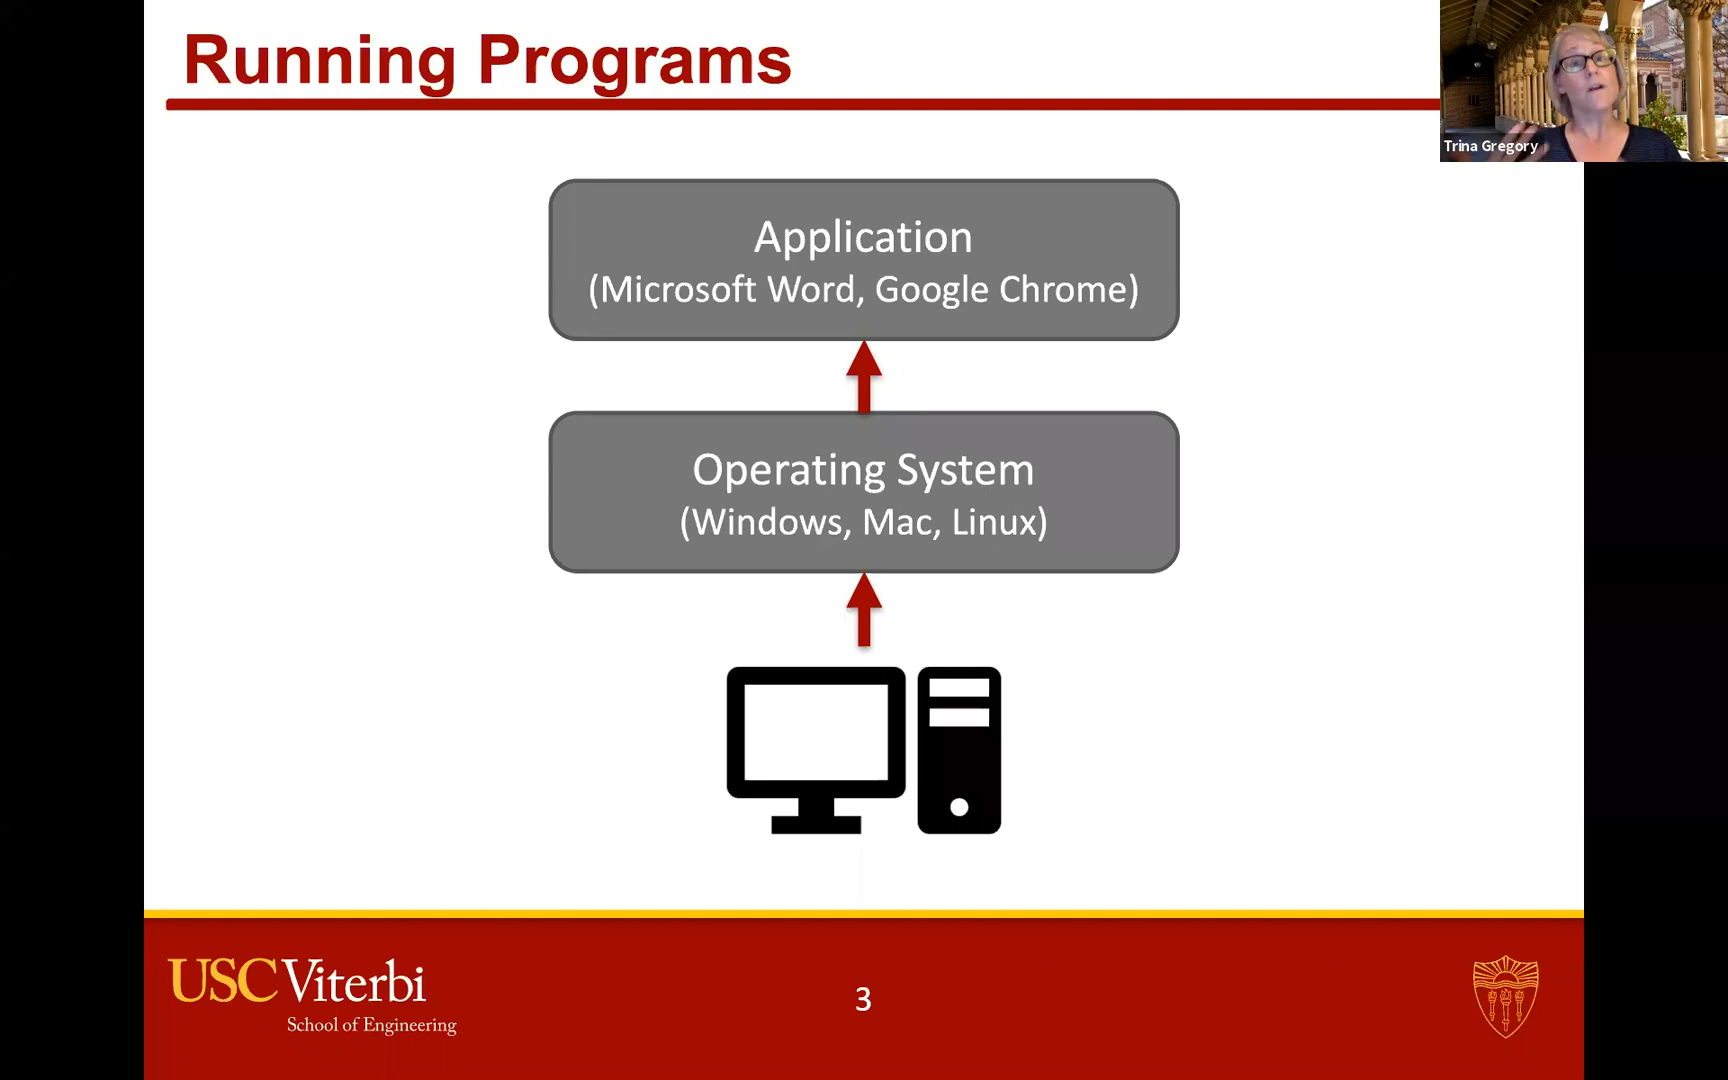 Running Programs
Trina Gregory
Application
(Microsoft Word, Google Chrome)
Operating System
(Windows, Mac, Linux)
USC Viterbi
School of Engineering
3